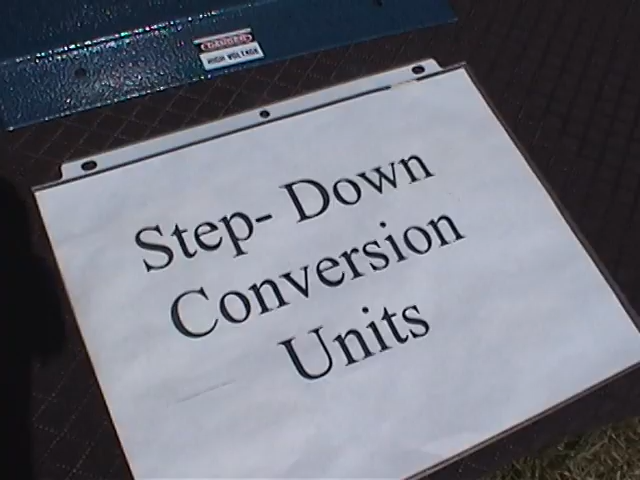 DANGER
HIGH VOLTAGE
Step- Down
Conversion
Units